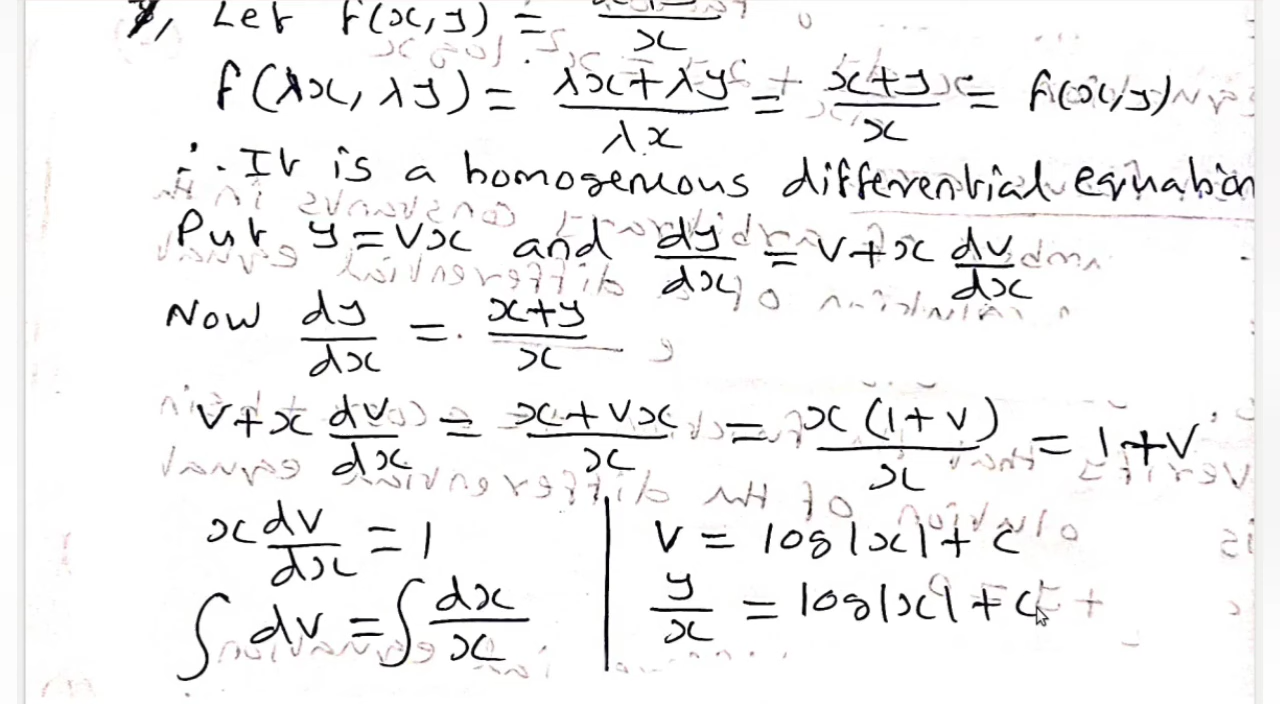 Let f(x,y) = ― x
f(λx, λy) = (λx+λy)/(λx) = (x+y)/x = f(x,y)
∴ It is a homogeneous differential equation
Put y = vx and dy/dx = v+x dv/dx
Now dy/dx = (x+y)/x
v+x dv/dx = (x+vx)/x = x(1+v)/x = 1+v
x dv/dx = 1
∫ dv = ∫ dx/x
v = log|x|+c
y/x = log|x|+c